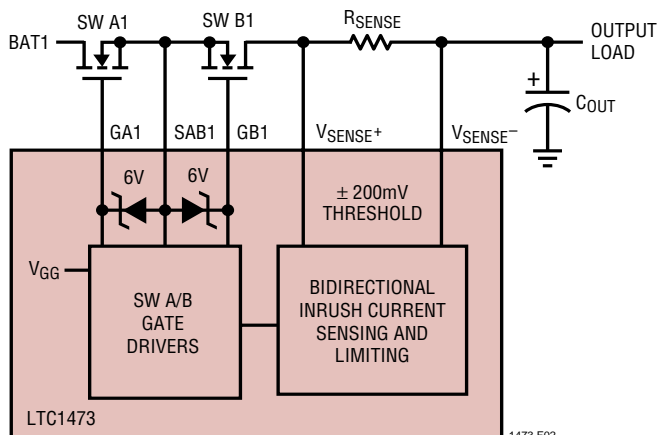 SW A1
SW B1
RSENSE
BAT1
OUTPUT
LOAD
+
COUT
GA1
SAB1
GB1
VSENSE+
VSENSE–
6V
6V
± 200mV
THRESHOLD
VGG
SW A/B
GATE
DRIVERS
BIDIRECTIONAL
INRUSH CURRENT
SENSING AND
LIMITING
LTC1473